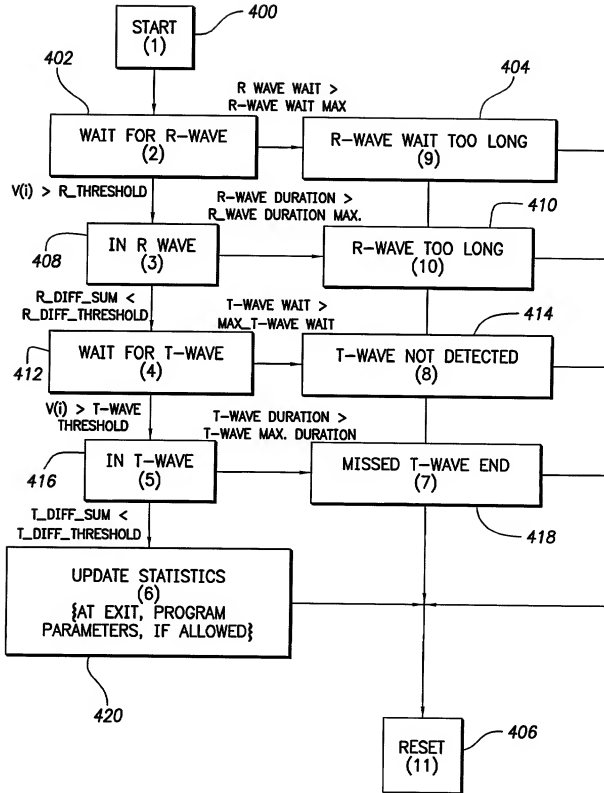 START
(1)
400
402
R WAVE WAIT >
R-WAVE WAIT MAX
404
WAIT FOR R-WAVE
(2)
R-WAVE WAIT TOO LONG
(9)
V(i) > R_THRESHOLD
R-WAVE DURATION >
R_WAVE DURATION MAX.
410
408
IN R WAVE
(3)
R-WAVE TOO LONG
(10)
R_DIFF_SUM <
R_DIFF_THRESHOLD
T-WAVE WAIT >
MAX_T-WAVE WAIT
414
412
WAIT FOR T-WAVE
(4)
T-WAVE NOT DETECTED
(8)
V(i) > T-WAVE
THRESHOLD
T-WAVE DURATION >
T-WAVE MAX. DURATION
416
IN T-WAVE
(5)
MISSED T-WAVE END
(7)
418
T_DIFF_SUM <
T_DIFF_THRESHOLD
UPDATE STATISTICS
(6)
{AT EXIT, PROGRAM
PARAMETERS, IF ALLOWED}
420
RESET
(11)
406